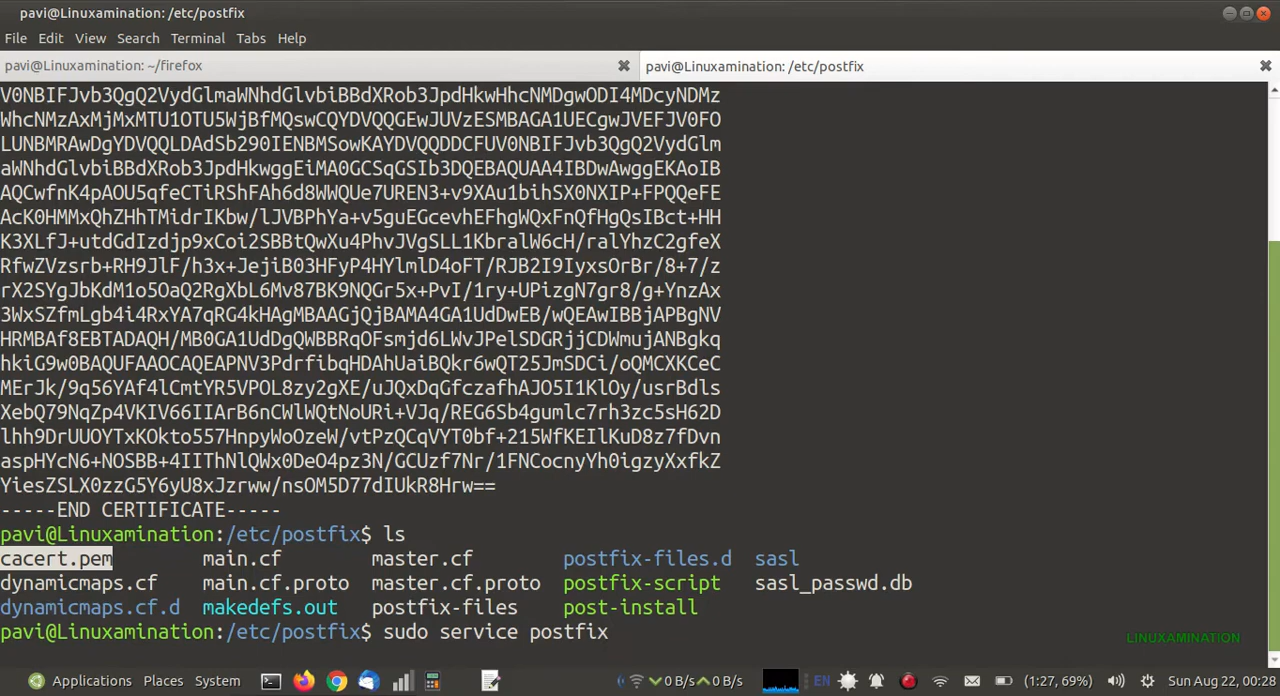 pavi@Linuxamination: /etc/postfix
File Edit View Search Terminal Tabs Help
pavi@Linuxamination: ~/firefox
pavi@Linuxamination: /etc/postfix
V0NBIFJvb3QgQ2VydGlmaWNhdGlvbiBBdXRob3JpdHkwHhcNMDgwODI4MDcyNDMz
WhcNMzAxMjMxMTU1OTU5WjBfMQswCQYDVQQGEwJUVzESMBAGA1UECgwJVEFJV0FO
LUNBMRAwDgYDVQQLDAdSb290IENBMSowKAYDVQQDDCFUV0NBIFJvb3QgQ2VydGlm
aWNhdGlvbiBBdXRob3JpdHkwggEiMA0GCSqGSIb3DQEBAQUAA4IBDwAwggEKAoIB
AQCwfnK4pAOU5qfeCTiRShFAh6d8WWQUe7UREN3+v9XAu1bihSX0NXIP+FPQQeFE
AcK0HMMxQhZHhTMidrIKbw/lJVBPhYa+v5guEGcevhEFhgWQxFnQfHgQsIBct+HH
K3XLfJ+utdGdIzdjp9xCoi2SBBtQwXu4PhvJVgSLL1KbralW6cH/ralYhzC2gfeX
RfwZVzsrb+RH9JlF/h3x+JejiB03HFyP4HYlmlD4oFT/RJB2I9IyxsOrBr/8+7/z
rX2SYgJbKdM1o5OaQ2RgXbL6Mv87BK9NQGr5x+PvI/1ry+UPizgN7gr8/g+YnzAx
3WxSZfmLgb4i4RxYA7qRG4kHAgMBAAGjQjBAMA4GA1UdDwEB/wQEAwIBBjAPBgNV
HRMBAf8EBTADAQH/MB0GA1UdDgQWBBRqOFsmjd6LWvJPelSDGRjjCDWmujANBgkq
hkiG9w0BAQUFAAOCAQEAPNV3PdrfibqHDAhUaiBQkr6wQT25JmSDCi/oQMCXKCeC
MErJk/9q56YAf4lCmtYR5VPOL8zy2gXE/uJQxDqGfczafhAJO5I1KlOy/usrBdls
XebQ79NqZp4VKIV66IIArB6nCWlWQtNoURi+VJq/REG6Sb4gumlc7rh3zc5sH62D
lhh9DrUUOYTxKOkto557HnpyWoOzeW/vtPzQCqVYT0bf+215WfKEIlKuD8z7fDvn
aspHYcN6+NOSBB+4IIThNlQWx0DeO4pz3N/GCUzf7Nr/1FNCocnyYh0igzyXxfkZ
YiesZSLX0zzG5Y6yU8xJzrww/nsOM5D77dIUkR8Hrw==
-----END CERTIFICATE-----
pavi@Linuxamination:/etc/postfix$ ls
cacert.pem main.cf master.cf postfix-files.d sasl
dynamicmaps.cf main.cf.proto master.cf.proto postfix-script sasl_passwd.db
dynamicmaps.cf.d makedefs.out postfix-files post-install
pavi@Linuxamination:/etc/postfix$ sudo service postfix
LINUXAMINATION
Applications Places System 0 B/s 0 B/s EN (1:27, 69%) Sun Aug 22, 00:28